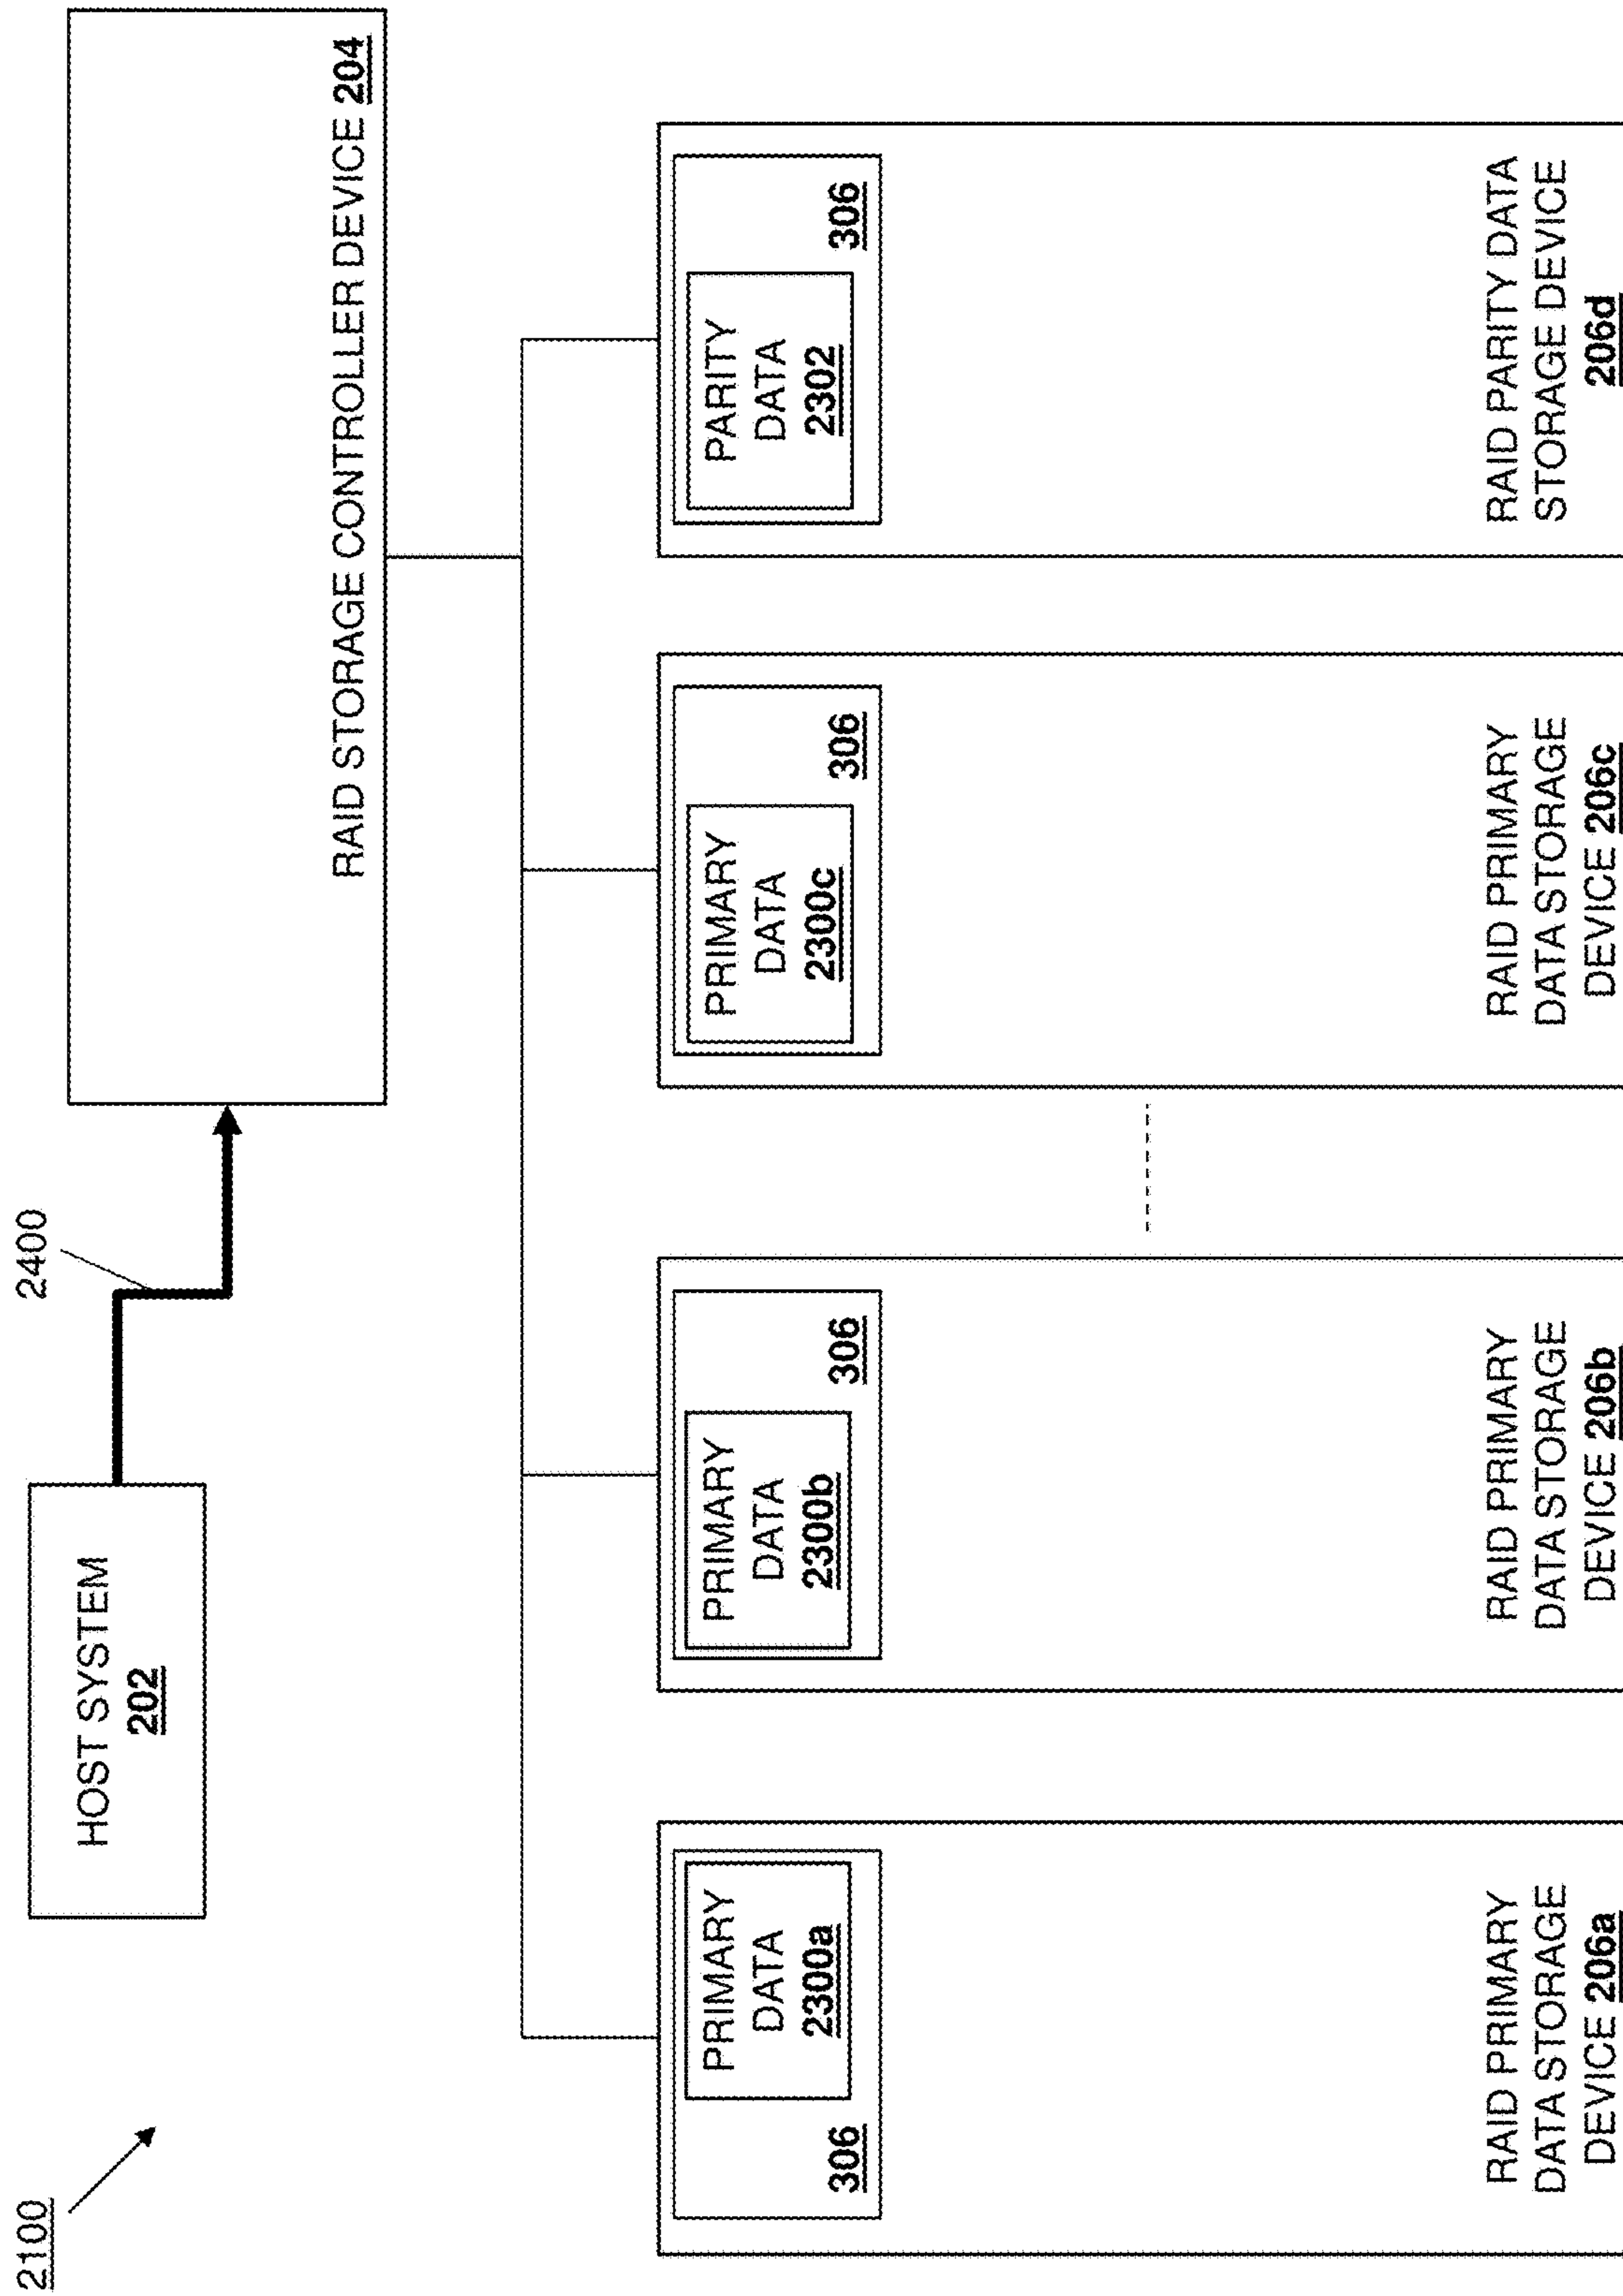 2100
2400
HOST SYSTEM
202
RAID STORAGE CONTROLLER DEVICE 204
PRIMARY
DATA
2300a
306
RAID PRIMARY
DATA STORAGE
DEVICE 206a
PRIMARY
DATA
2300b
306
RAID PRIMARY
DATA STORAGE
DEVICE 206b
PRIMARY
DATA
2300c
306
RAID PRIMARY
DATA STORAGE
DEVICE 206c
PARITY
DATA
2302
306
RAID PARITY DATA
STORAGE DEVICE
206d